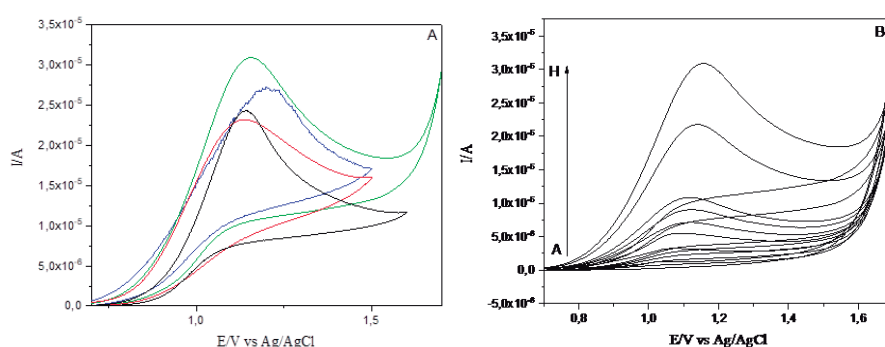 A
3,5x10⁻⁵
3,0x10⁻⁵
2,5x10⁻⁵
2,0x10⁻⁵
1,5x10⁻⁵
1,0x10⁻⁵
5,0x10⁻⁶
0,0
I/A
1,0
1,5
E/V vs Ag/AgCl
B
3,5x10⁻⁵
3,0x10⁻⁵
2,5x10⁻⁵
2,0x10⁻⁵
1,5x10⁻⁵
1,0x10⁻⁵
5,0x10⁻⁶
0,0
-5,0x10⁻⁶
I/A
H
A
0,8
1,0
1,2
1,4
1,6
E/V vs Ag/AgCl